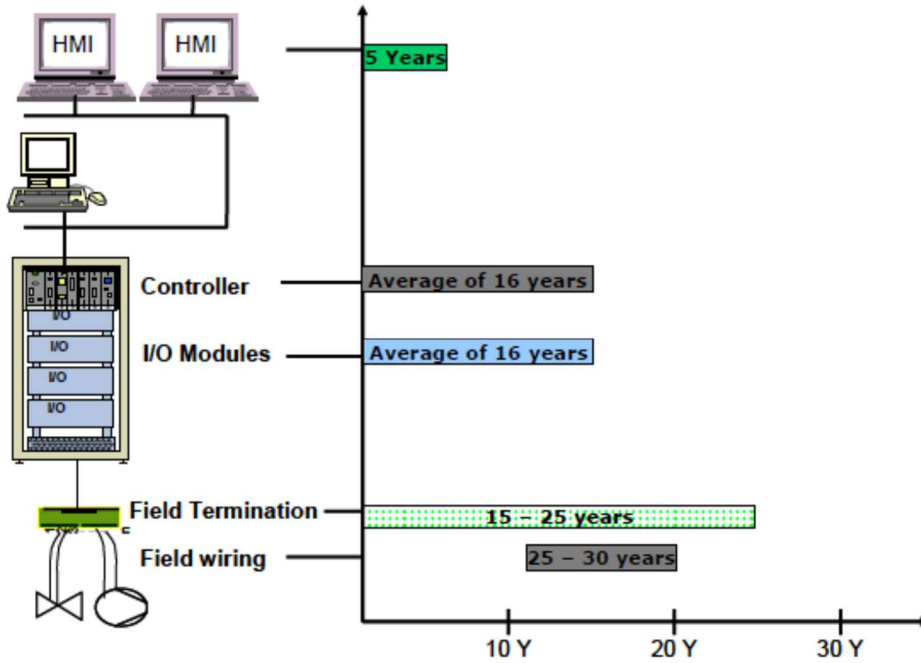 HMI HMI
5 Years
Controller
Average of 16 years
I/O
I/O Modules
Average of 16 years
I/O
I/O
I/O
Field Termination
15 – 25 years
Field wiring
25 – 30 years
10 Y 20 Y 30 Y